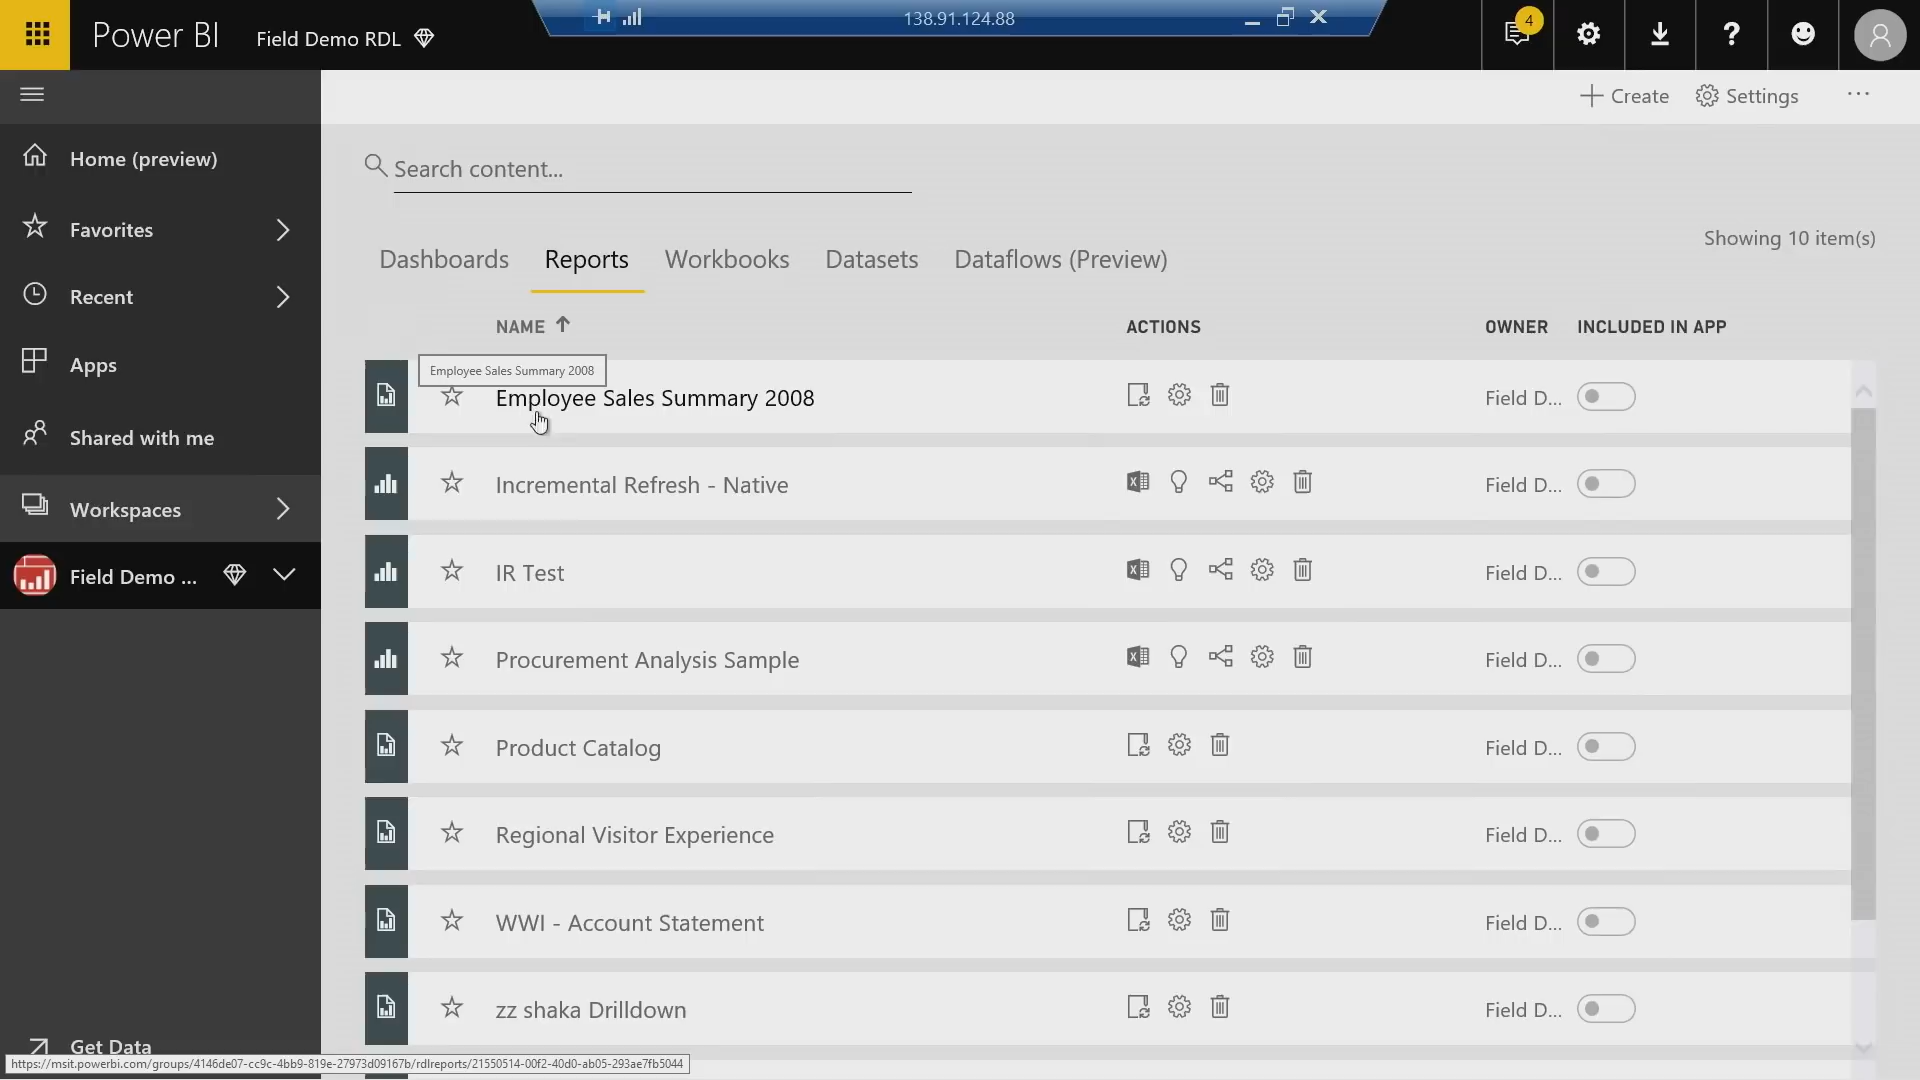 Power BI
Field Demo RDL
138.91.124.88
4
Create
Settings
Home (preview)
Favorites
Recent
Apps
Shared with me
Workspaces
Field Demo ...
Get Data
Search content...
Showing 10 item(s)
Dashboards
Reports
Workbooks
Datasets
Dataflows (Preview)
NAME
ACTIONS
OWNER
INCLUDED IN APP
Employee Sales Summary 2008
Employee Sales Summary 2008
Field D...
Incremental Refresh - Native
Field D...
IR Test
Field D...
Procurement Analysis Sample
Field D...
Product Catalog
Field D...
Regional Visitor Experience
Field D...
WWI - Account Statement
Field D...
zz shaka Drilldown
Field D...
https://msit.powerbi.com/groups/4146de07-cc9c-4bb9-819e-27973d09167b/rdlreports/21550514-00f2-40d0-ab05-293ae7fb5044